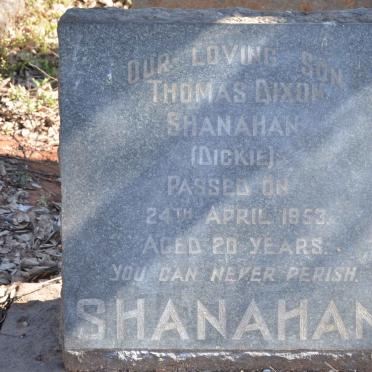 OUR LOVING SON
THOMAS DIXON
SHANAHAN
(DICKIE)
PASSED ON
24TH APRIL 1953.
AGED 20 YEARS.
YOU CAN NEVER PERISH.
SHANAHAN